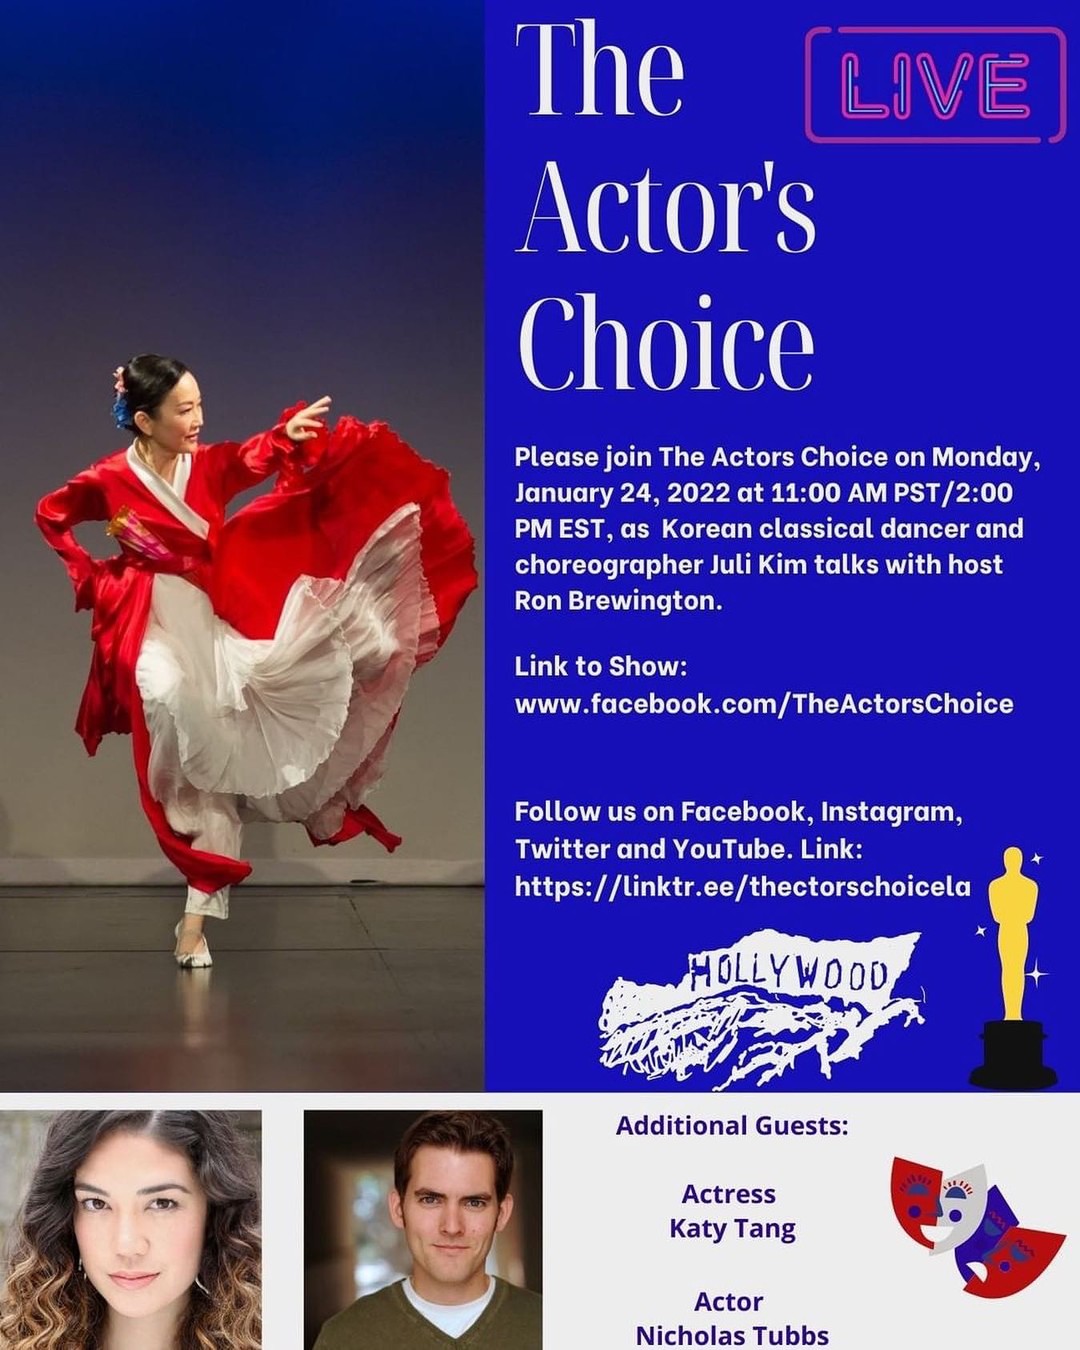 The
LIVE
Actor's
Choice
Please join The Actors Choice on Monday,
January 24, 2022 at 11:00 AM PST/2:00
PM EST, as Korean classical dancer and
choreographer Juli Kim talks with host
Ron Brewington.
Link to Show:
www.facebook.com/TheActorsChoice
Follow us on Facebook, Instagram,
Twitter and YouTube. Link:
https://linktr.ee/thectorschoicela
HOLLYWOOD
Additional Guests:
Actress
Katy Tang
Actor
Nicholas Tubbs